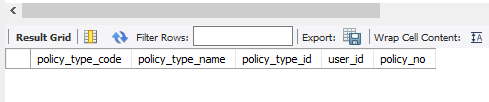 Result Grid Filter Rows: Export: Wrap Cell Content:
policy_type_code policy_type_name policy_type_id user_id policy_no